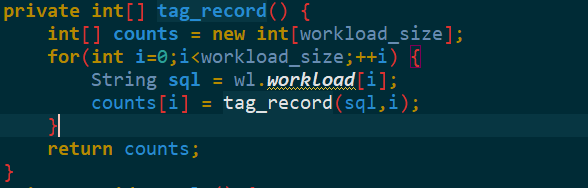 private int[] tag_record() {
    int[] counts = new int[workload_size];
    for(int i=0;i<workload_size;++i) {
        String sql = wl.workload[i];
        counts[i] = tag_record(sql,i);
    }
    return counts;
}